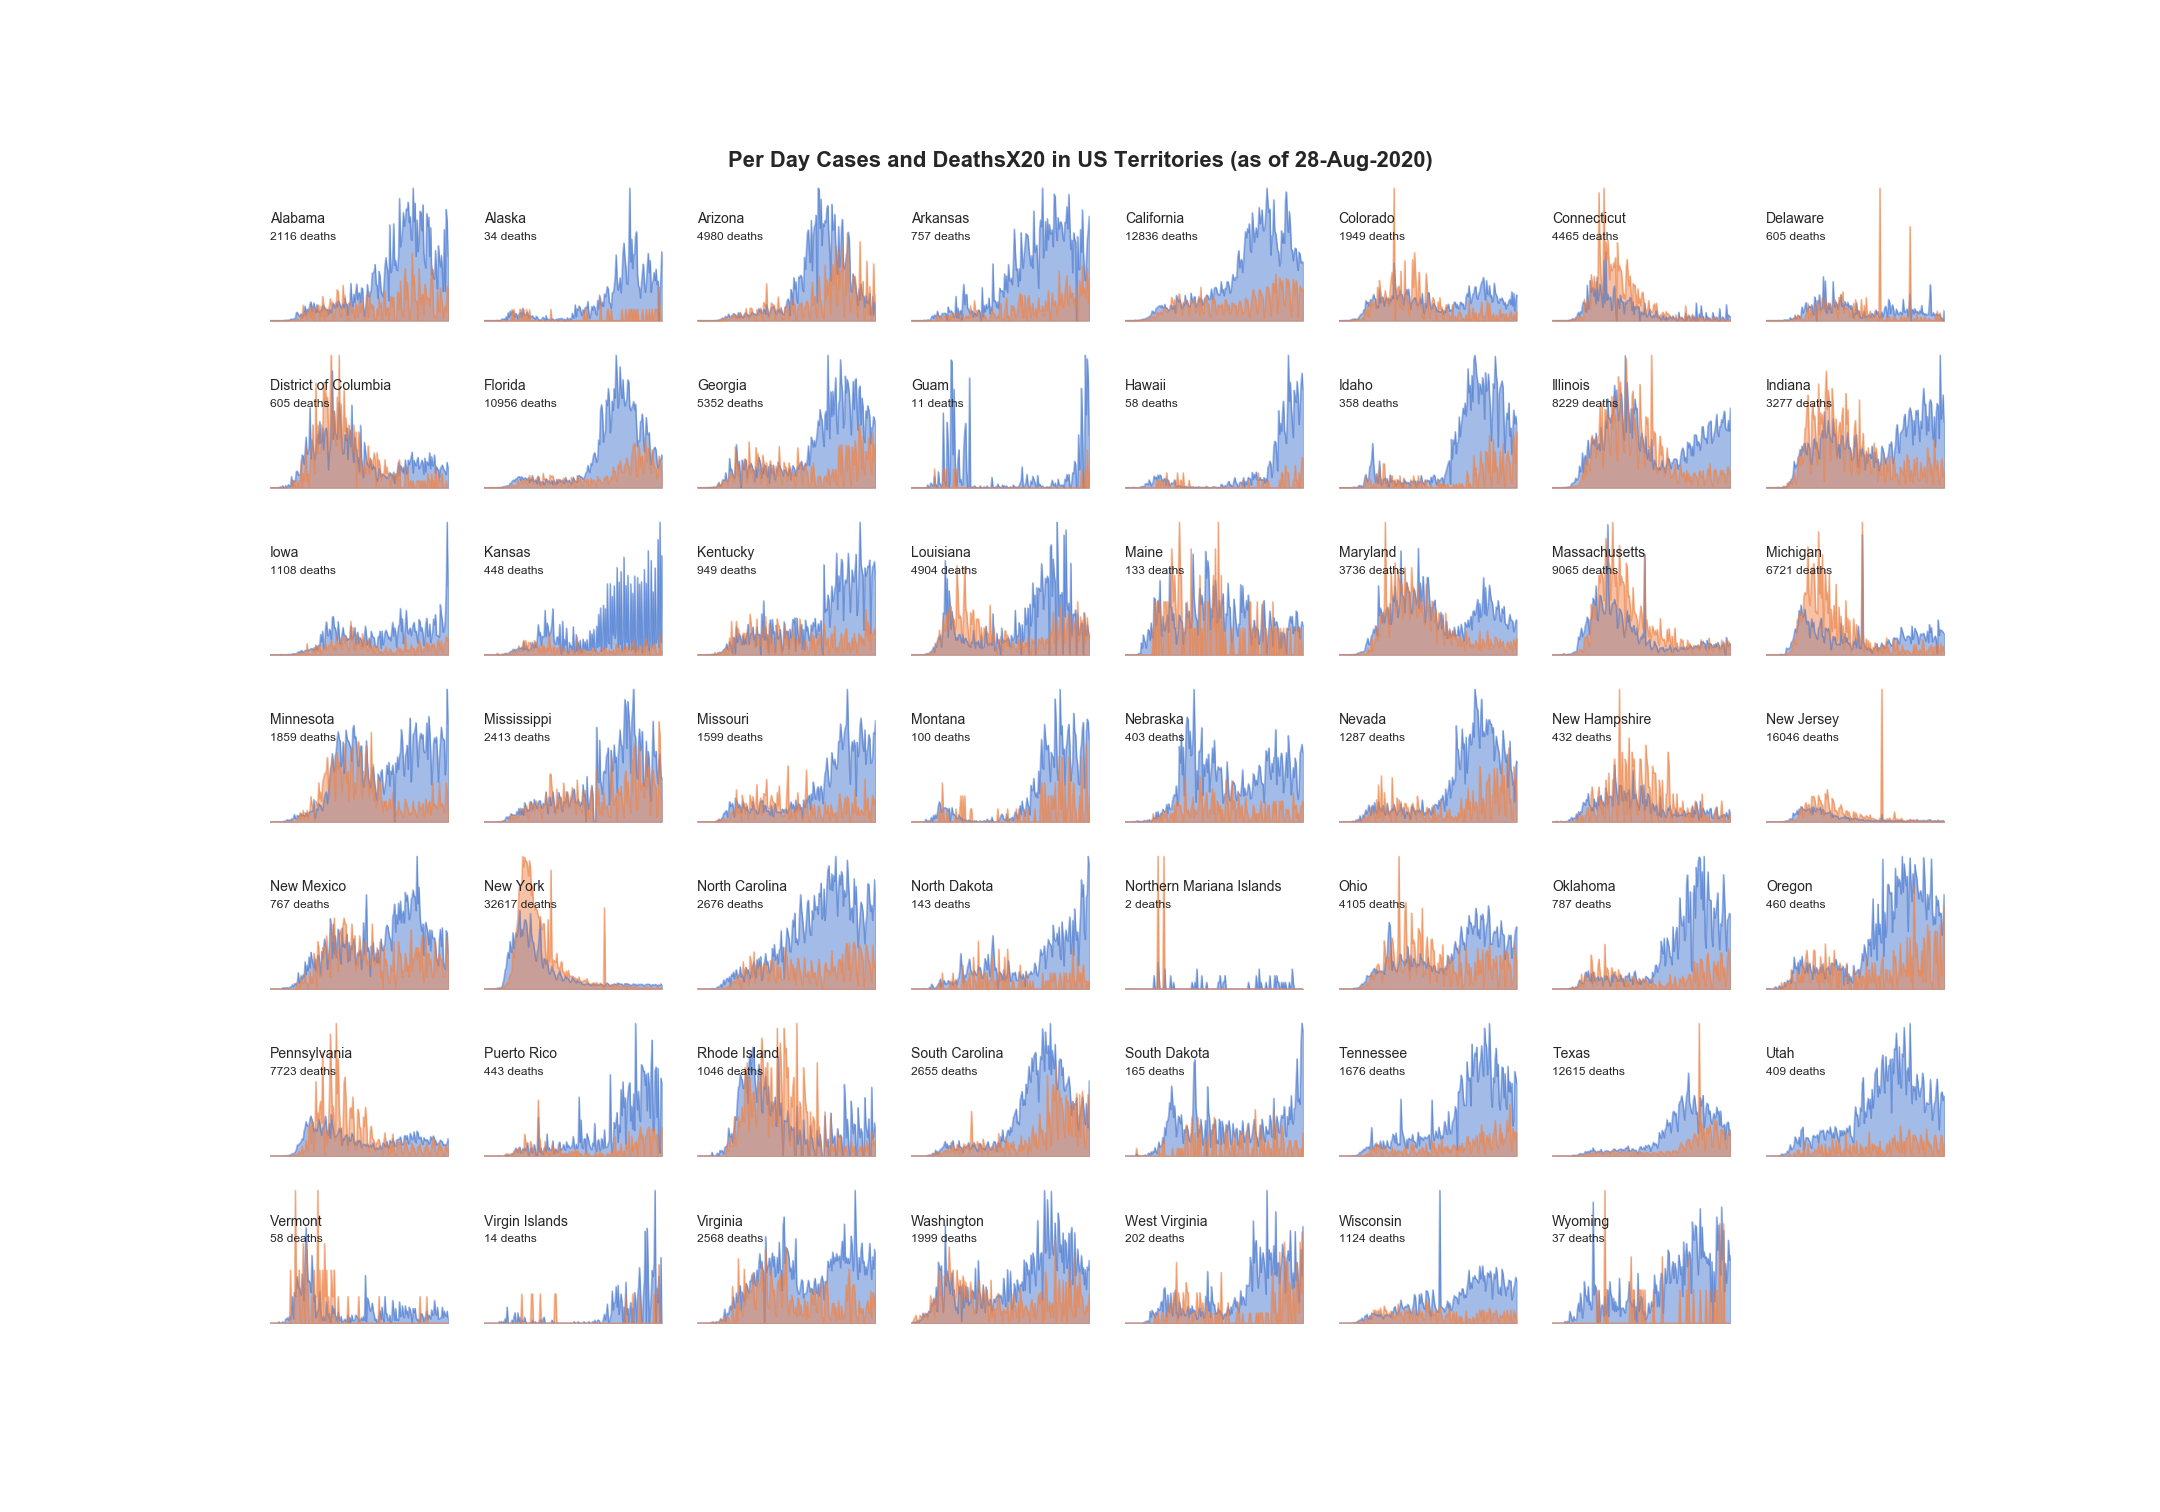 Per Day Cases and DeathsX20 in US Territories (as of 28-Aug-2020)
Alabama
2116 deaths
Alaska
34 deaths
Arizona
4980 deaths
Arkansas
757 deaths
California
12836 deaths
Colorado
1949 deaths
Connecticut
4465 deaths
Delaware
605 deaths
District of Columbia
605 deaths
Florida
10956 deaths
Georgia
5352 deaths
Guam
11 deaths
Hawaii
58 deaths
Idaho
358 deaths
Illinois
8229 deaths
Indiana
3277 deaths
Iowa
1108 deaths
Kansas
448 deaths
Kentucky
949 deaths
Louisiana
4904 deaths
Maine
133 deaths
Maryland
3736 deaths
Massachusetts
9065 deaths
Michigan
6721 deaths
Minnesota
1859 deaths
Mississippi
2413 deaths
Missouri
1599 deaths
Montana
100 deaths
Nebraska
403 deaths
Nevada
1287 deaths
New Hampshire
432 deaths
New Jersey
16046 deaths
New Mexico
767 deaths
New York
32617 deaths
North Carolina
2676 deaths
North Dakota
143 deaths
Northern Mariana Islands
2 deaths
Ohio
4105 deaths
Oklahoma
787 deaths
Oregon
460 deaths
Pennsylvania
7723 deaths
Puerto Rico
443 deaths
Rhode Island
1046 deaths
South Carolina
2655 deaths
South Dakota
165 deaths
Tennessee
1676 deaths
Texas
12615 deaths
Utah
409 deaths
Vermont
58 deaths
Virgin Islands
14 deaths
Virginia
2568 deaths
Washington
1999 deaths
West Virginia
202 deaths
Wisconsin
1124 deaths
Wyoming
37 deaths